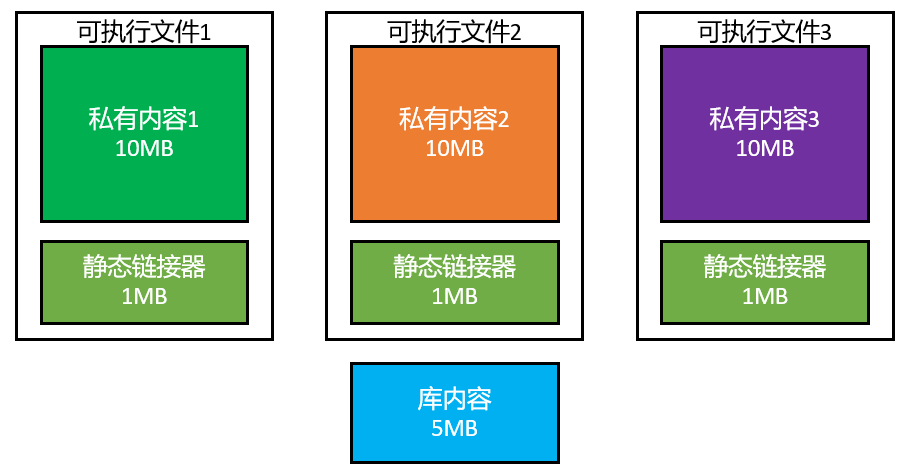 可执行文件1
私有内容1
10MB
静态链接器
1MB
可执行文件2
私有内容2
10MB
静态链接器
1MB
可执行文件3
私有内容3
10MB
静态链接器
1MB
库内容
5MB